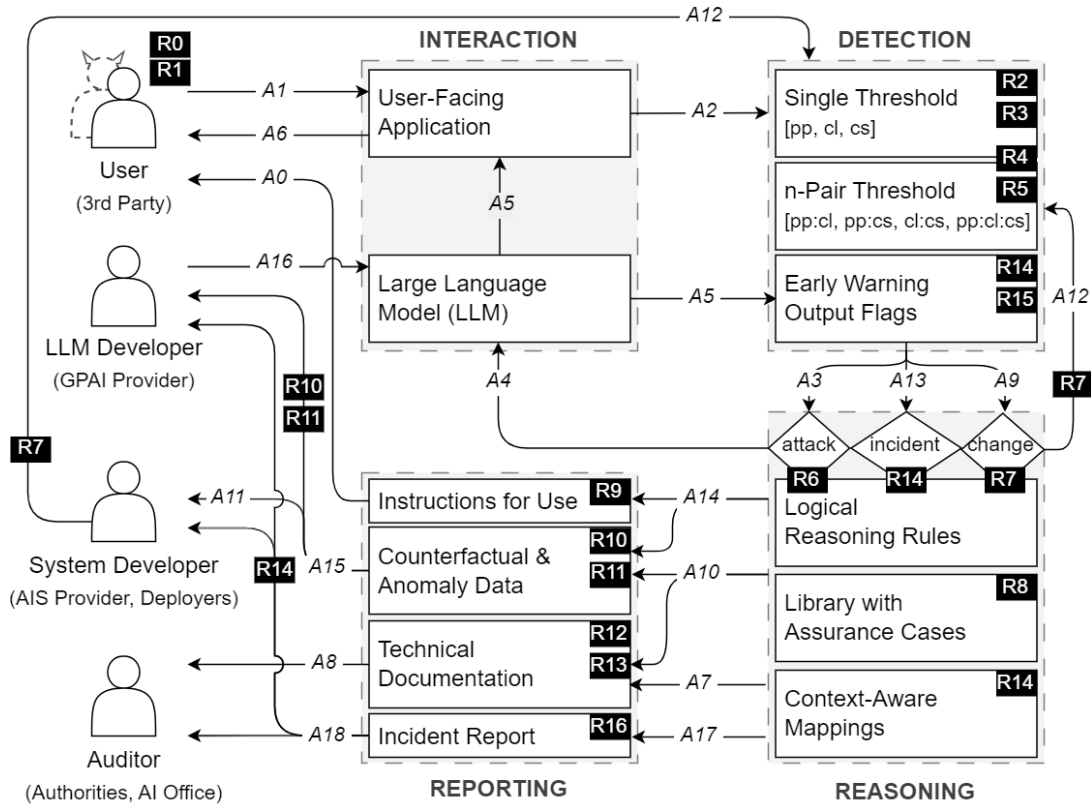 A12
INTERACTION
DETECTION
R0
R1
A1
A6
A0
User
(3rd Party)
User-Facing
Application
A2
Single Threshold
[pp, cl, cs]
R2
R3
R4
n-Pair Threshold
[pp:cl, pp:cs, cl:cs, pp:cl:cs]
R5
A5
A16
LLM Developer
(GPAI Provider)
Large Language
Model (LLM)
A5
Early Warning
Output Flags
R14
R15
A12
A4
A3
A13
A9
R7
R10
R11
R7
attack
incident
change
R6
R14
R7
A11
System Developer
(AIS Provider, Deployers)
R14
A15
Instructions for Use
R9
A14
Logical
Reasoning Rules
Counterfactual &
Anomaly Data
R10
R11
A10
Library with
Assurance Cases
R8
A8
Technical
Documentation
R12
R13
A7
Context-Aware
Mappings
R14
Auditor
(Authorities, AI Office)
A18
Incident Report
R16
A17
REPORTING
REASONING